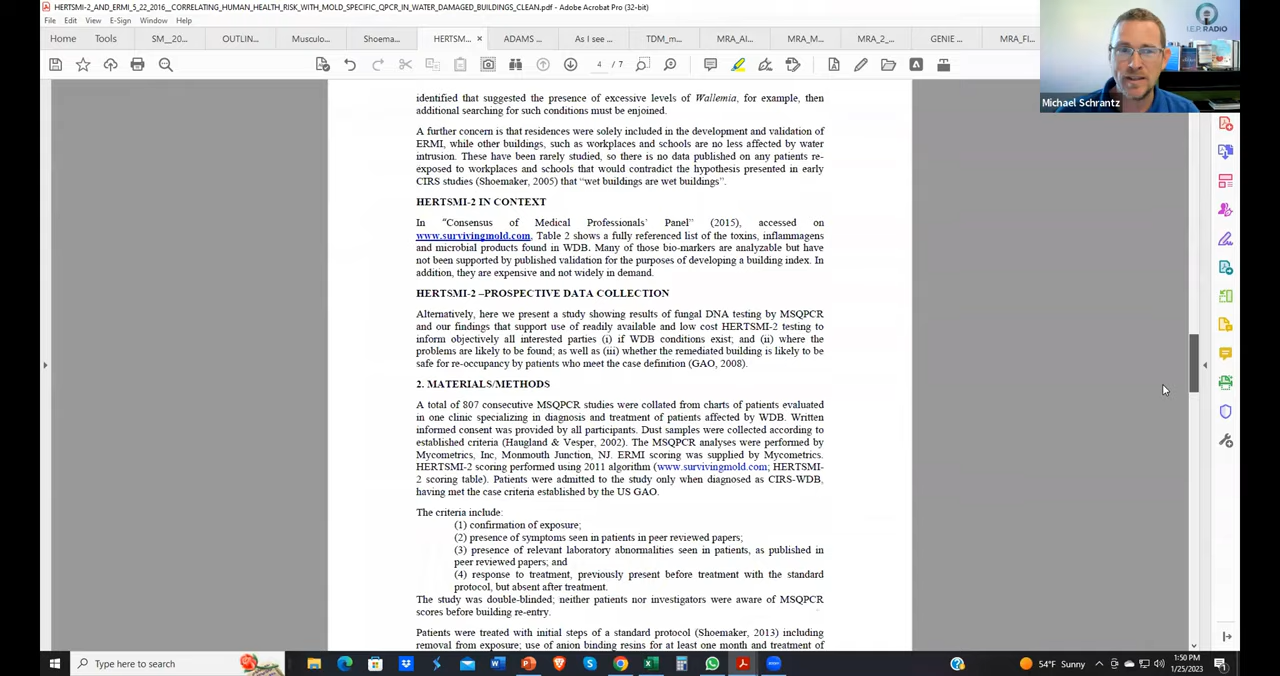 HERTSMI-2_AND_ERMI_5_22_2016__CORRELATING_HUMAN_HEALTH_RISK_WITH_MOLD_SPECIFIC_QPCR_IN_WATER_DAMAGED_BUILDINGS_CLEAN.pdf - Adobe Acrobat Pro (32-bit)
File Edit View E-Sign Window Help
Home Tools SM__20... OUTLIN... Musculo... Shoema... HERTSM... × ADAMS ... As I see ... TDM_m... MRA_AI... MRA_M... MRA_2_... GENIE ... MRA_FI...
4 / 7
I.E.P. RADIO
Michael Schrantz
identified that suggested the presence of excessive levels of Wallemia, for example, then
additional searching for such conditions must be enjoined.
A further concern is that residences were solely included in the development and validation of
ERMI, while other buildings, such as workplaces and schools are no less affected by water
intrusion. These have been rarely studied, so there is no data published on any patients re-
exposed to workplaces and schools that would contradict the hypothesis presented in early
CIRS studies (Shoemaker, 2005) that “wet buildings are wet buildings”.
HERTSMI-2 IN CONTEXT
In “Consensus of Medical Professionals’ Panel” (2015), accessed on
www.survivingmold.com, Table 2 shows a fully referenced list of the toxins, inflammagens
and microbial products found in WDB. Many of those bio-markers are analyzable but have
not been supported by published validation for the purposes of developing a building index. In
addition, they are expensive and not widely in demand.
HERTSMI-2 –PROSPECTIVE DATA COLLECTION
Alternatively, here we present a study showing results of fungal DNA testing by MSQPCR
and our findings that support use of readily available and low cost HERTSMI-2 testing to
inform objectively all interested parties (i) if WDB conditions exist; and (ii) where the
problems are likely to be found; as well as (iii) whether the remediated building is likely to be
safe for re-occupancy by patients who meet the case definition (GAO, 2008).
2. MATERIALS/METHODS
A total of 807 consecutive MSQPCR studies were collated from charts of patients evaluated
in one clinic specializing in diagnosis and treatment of patients affected by WDB. Written
informed consent was provided by all participants. Dust samples were collected according to
established criteria (Haugland & Vesper, 2002). The MSQPCR analyses were performed by
Mycometrics, Inc, Monmouth Junction, NJ. ERMI scoring was supplied by Mycometrics.
HERTSMI-2 scoring performed using 2011 algorithm (www.survivingmold.com; HERTSMI-
2 scoring table). Patients were admitted to the study only when diagnosed as CIRS-WDB,
having met the case criteria established by the US GAO.
The criteria include:
(1) confirmation of exposure;
(2) presence of symptoms seen in patients in peer reviewed papers;
(3) presence of relevant laboratory abnormalities seen in patients, as published in
peer reviewed papers; and
(4) response to treatment, previously present before treatment with the standard
protocol, but absent after treatment.
The study was double-blinded; neither patients nor investigators were aware of MSQPCR
scores before building re-entry.
Patients were treated with initial steps of a standard protocol (Shoemaker, 2013) including
removal from exposure; use of anion binding resins for at least one month and treatment of
Type here to search
54°F Sunny
1:50 PM
1/25/2023